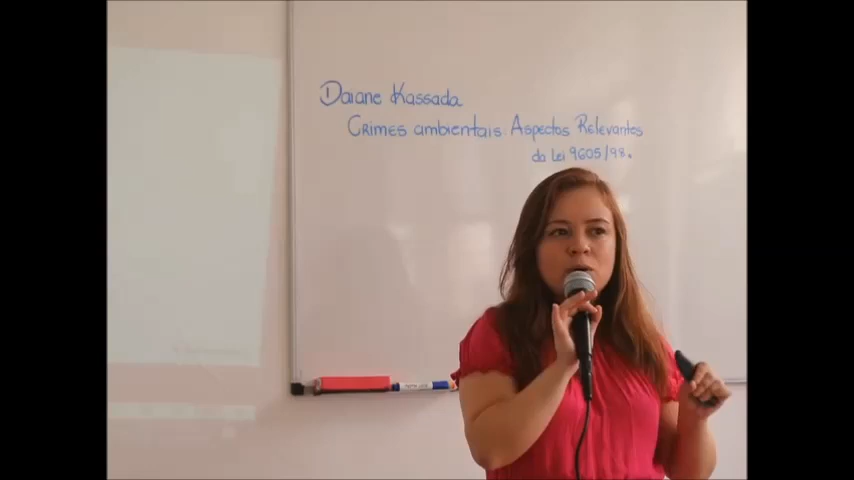 Daiane Kassada
Crimes ambientais Aspectos Relevantes
da Lei 9605/98.